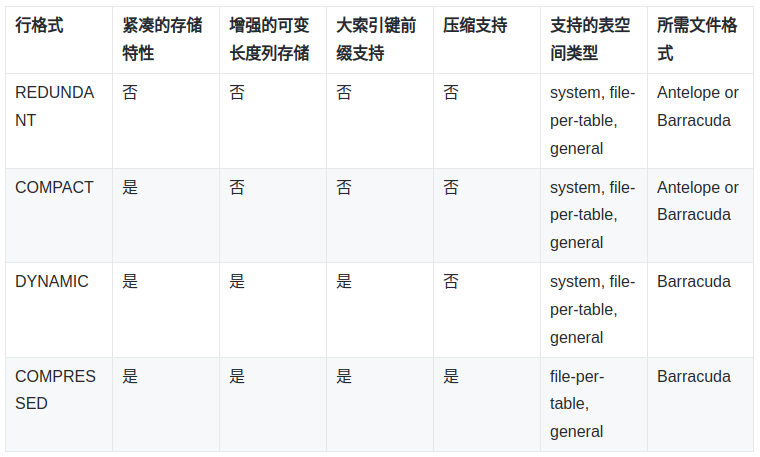 行格式 紧凑的存储 增强的可变 大索引键前 压缩支持 支持的表空 所需文件格
特性 长度列存储 缀支持 间类型 式
REDUNDA 否 否 否 否 system, file- Antelope or
NT per-table, Barracuda
general
COMPACT 是 否 否 否 system, file- Antelope or
per-table, Barracuda
general
DYNAMIC 是 是 是 否 system, file- Barracuda
per-table,
general
COMPRES 是 是 是 是 file-per- Barracuda
SSED table,
general